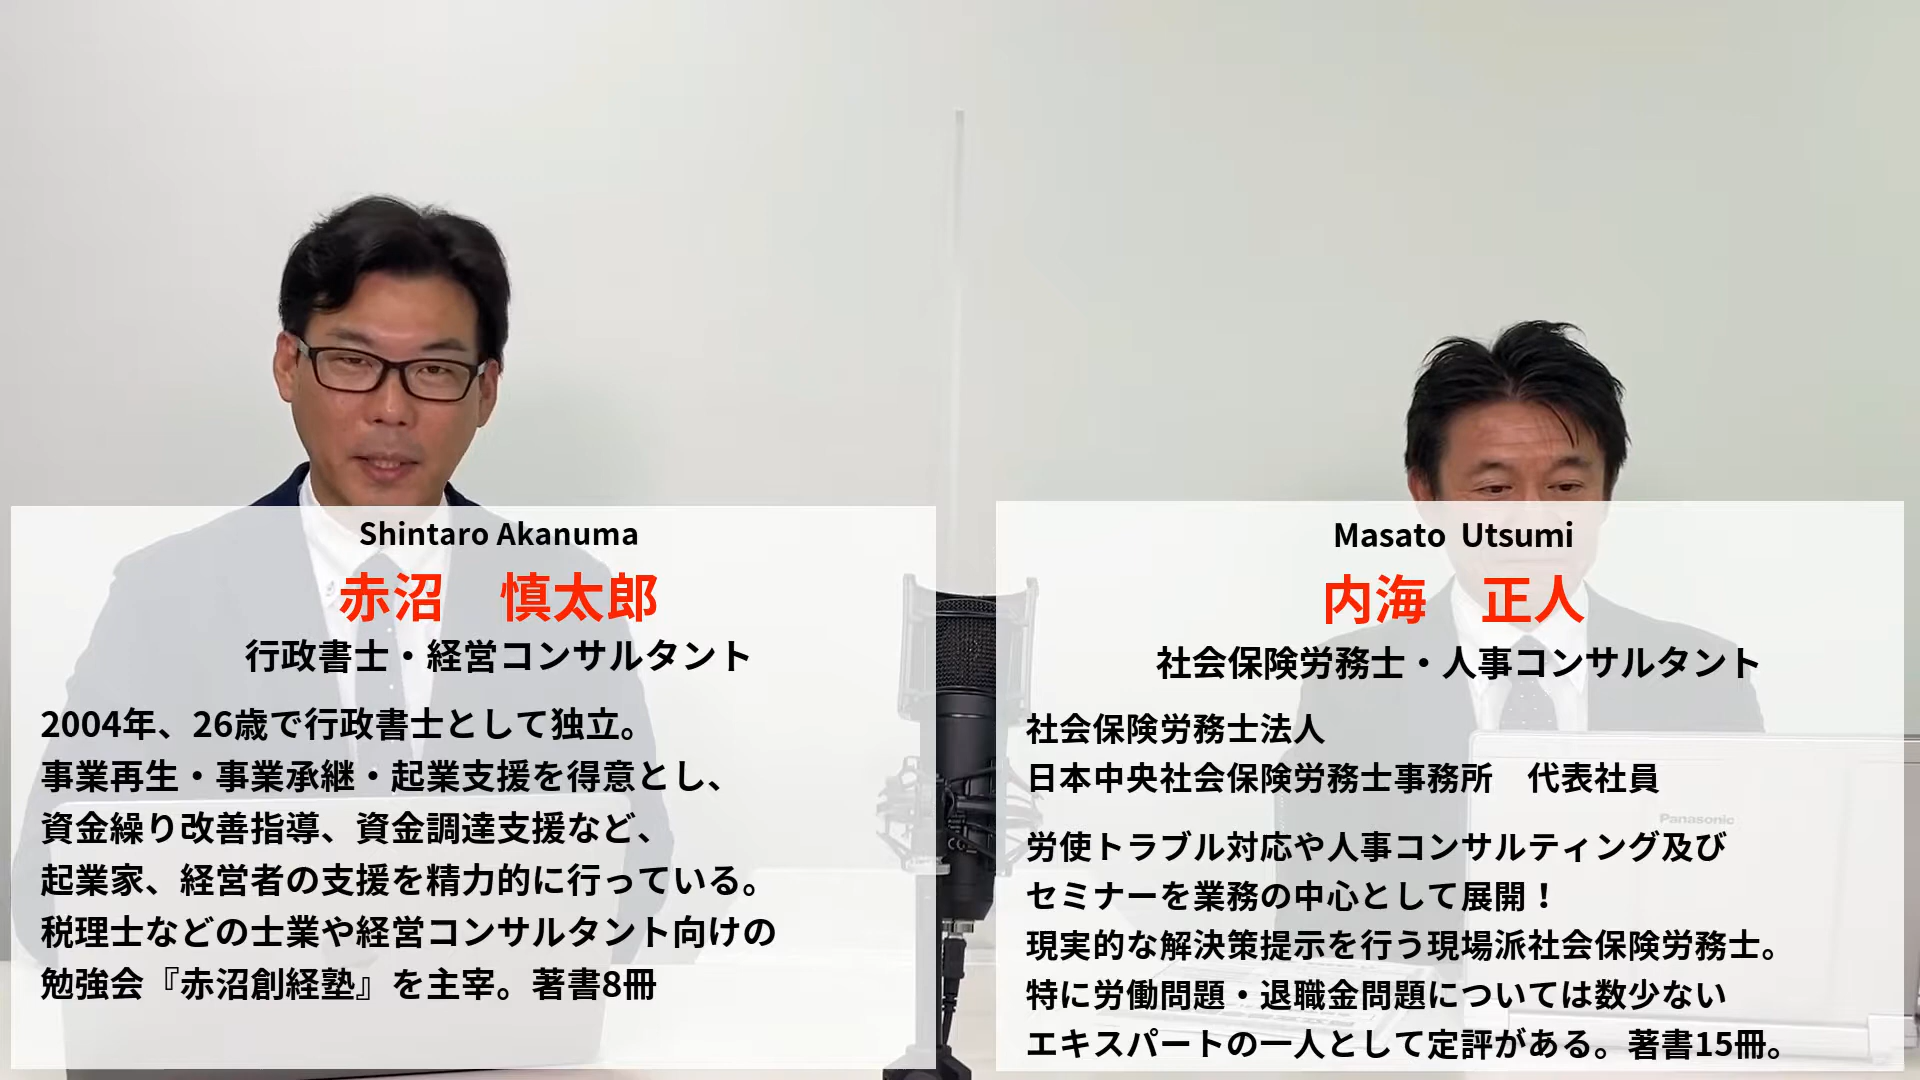 Shintaro Akanuma
赤沼　慎太郎
行政書士・経営コンサルタント
2004年、26歳で行政書士として独立。
事業再生・事業承継・起業支援を得意とし、
資金繰り改善指導、資金調達支援など、
起業家、経営者の支援を精力的に行っている。
税理士などの士業や経営コンサルタント向けの
勉強会『赤沼創経塾』を主宰。著書8冊
Masato Utsumi
内海　正人
社会保険労務士・人事コンサルタント
社会保険労務士法人
日本中央社会保険労務士事務所　代表社員
労使トラブル対応や人事コンサルティング及び
セミナーを業務の中心として展開！
現実的な解決策提示を行う現場派社会保険労務士。
特に労働問題・退職金問題については数少ない
エキスパートの一人として定評がある。著書15冊。
Panasonic